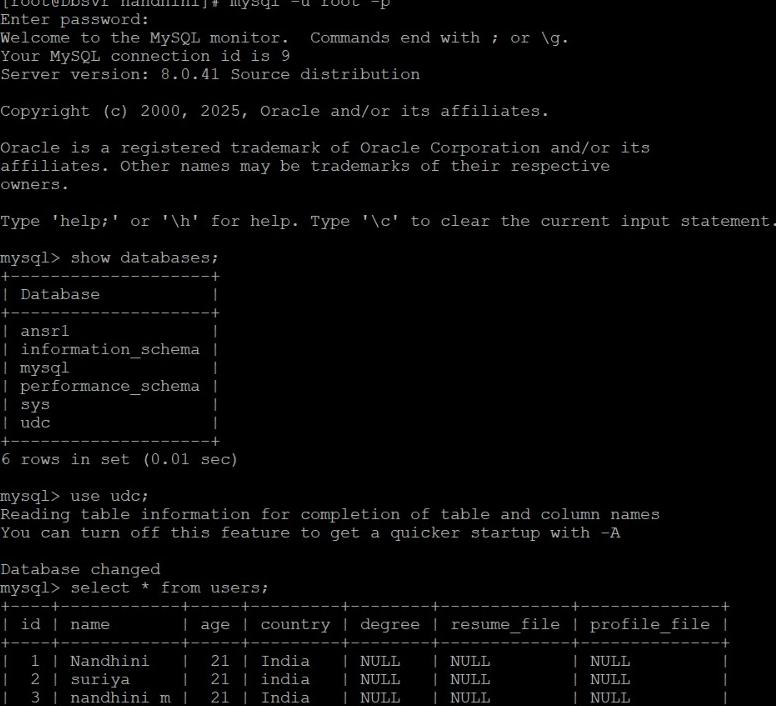 [root@Dbsvr nandhini]# mysql -u root -p
Enter password:
Welcome to the MySQL monitor.  Commands end with ; or \g.
Your MySQL connection id is 9
Server version: 8.0.41 Source distribution
Copyright (c) 2000, 2025, Oracle and/or its affiliates.
Oracle is a registered trademark of Oracle Corporation and/or its
affiliates. Other names may be trademarks of their respective
owners.
Type 'help;' or '\h' for help. Type '\c' to clear the current input statement.
mysql> show databases;
+--------------------+
| Database           |
+--------------------+
| ansr1              |
| information_schema |
| mysql              |
| performance_schema |
| sys                |
| udc                |
+--------------------+
6 rows in set (0.01 sec)
mysql> use udc;
Reading table information for completion of table and column names
You can turn off this feature to get a quicker startup with -A
Database changed
mysql> select * from users;
+----+------------+-----+---------+--------+-------------+--------------+
| id | name       | age | country | degree | resume_file | profile_file |
+----+------------+-----+---------+--------+-------------+--------------+
|  1 | Nandhini   |  21 | India   | NULL   | NULL        | NULL         |
|  2 | suriya     |  21 | india   | NULL   | NULL        | NULL         |
|  3 | nandhini m |  21 | India   | NULL   | NULL        | NULL         |